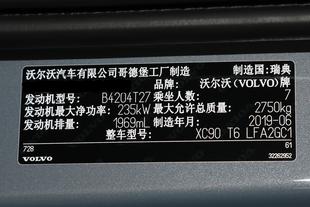 沃尔沃汽车有限公司哥德堡工厂制造 制造国:瑞典
品牌: 沃尔沃(VOLVO)牌
发动机型号: B4204T27 乘坐人数: 7
发动机最大净功率: 235kW 最大允许总质量: 2750kg
发动机排量: 1969mL 制造年月: 2019-06
整车型号: XC90 T6 LFA2GC1
728 61
VOLVO 32262952